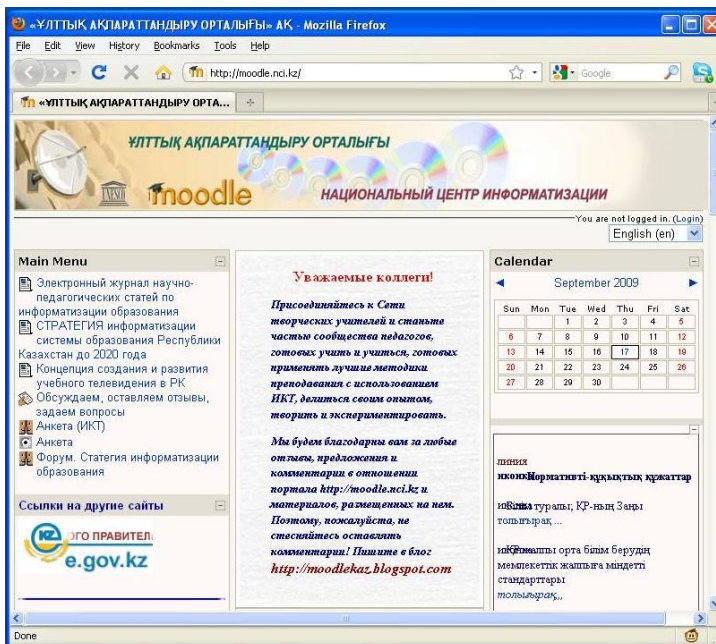 «ҰЛТТЫҚ АҚПАРАТТАНДЫРУ ОРТАЛЫҒЫ» АҚ - Mozilla Firefox
File Edit View History Bookmarks Tools Help
http://moodle.nci.kz/
Google
«ҰЛТТЫҚ АҚПАРАТТАНДЫРУ ОРТА...
ҰЛТТЫҚ АҚПАРАТТАНДЫРУ ОРТАЛЫҒЫ
UNESCO
moodle
НАЦИОНАЛЬНЫЙ ЦЕНТР ИНФОРМАТИЗАЦИИ
You are not logged in. (Login)
English (en)
Main Menu
Электронный журнал научно-
педагогических статей по
информатизации образования
СТРАТЕГИЯ информатизации
системы образования Республики
Казахстан до 2020 года
Концепция создания и развития
учебного телевидения в РК
Обсуждаем, оставляем отзывы,
задаем вопросы
Анкета (ИКТ)
Анкета
Форум. Статегия информатизации
образования
Ссылки на другие сайты
KZ ОГО ПРАВИТЕЛ
e.gov.kz
Уважаемые коллеги!
Присоединяйтесь к Сети
творческих учителей и станьте
частью сообщества педагогов,
готовых учить и учиться, готовых
применять лучшие методики
преподавания с использованием
ИКТ, делиться своим опытом,
творить и экспериментировать.
Мы будем благодарны вам за любые
отзывы, предложения и
комментарии в отношении
портала http://moodle.nci.kz и
материалов, размещенных на нем.
Поэтому, пожалуйста, не
стесняйтесь оставлять
комментарии! Пишите в блог
http://moodlekaz.blogspot.com
Calendar
September 2009
Sun Mon Tue Wed Thu Fri Sat
1 2 3 4 5
6 7 8 9 10 11 12
13 14 15 16 17 18 19
20 21 22 23 24 25 26
27 28 29 30
линия
Нормативті-құқықтық құжаттар
туралы, ҚР-ның Заңы
толығырақ ...
жалпы орта білім берудің
мемлекеттік жалпыға міндетті
стандарттары
толығырақ,,,
Done